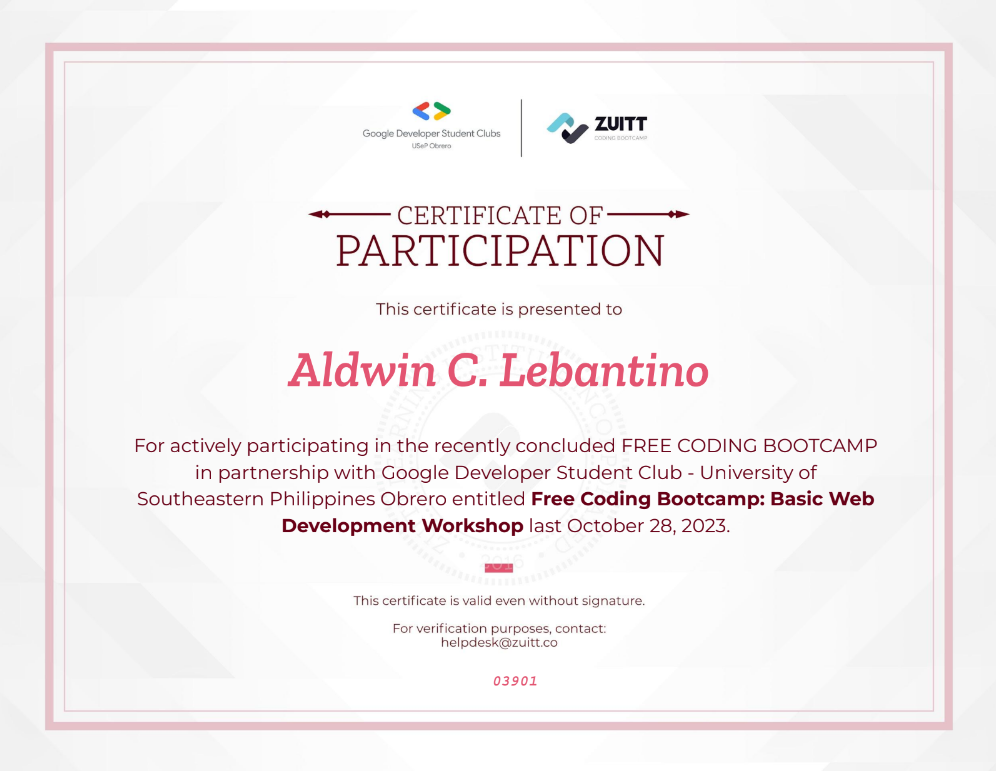 Google Developer Student Clubs
USeP Obrero
ZUITT
CODING BOOTCAMP
CERTIFICATE OF
PARTICIPATION
This certificate is presented to
Aldwin C. Lebantino
For actively participating in the recently concluded FREE CODING BOOTCAMP
in partnership with Google Developer Student Club - University of
Southeastern Philippines Obrero entitled Free Coding Bootcamp: Basic Web
Development Workshop last October 28, 2023.
This certificate is valid even without signature.
For verification purposes, contact:
helpdesk@zuitt.co
03901